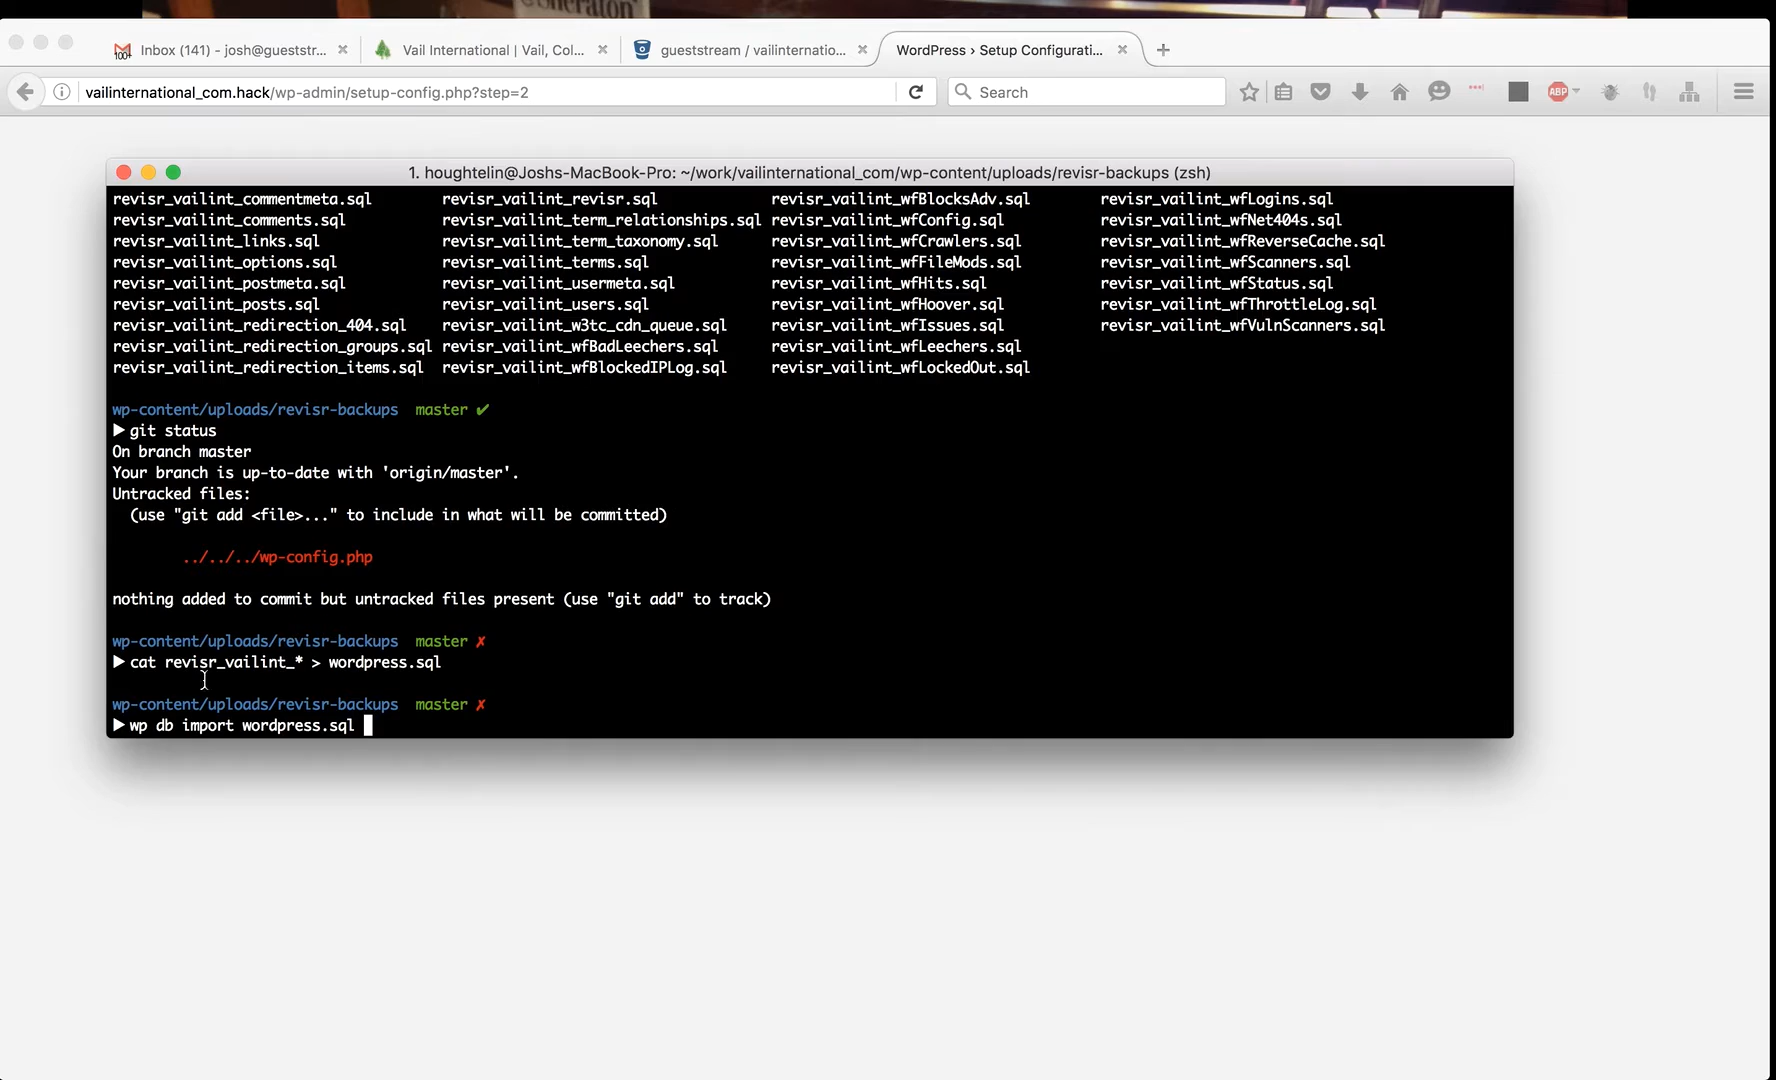 Sheraton
Inbox (141) - josh@gueststr...
Vail International | Vail, Col...
gueststream / vailinternatio...
WordPress › Setup Configurati...
vailinternational_com.hack/wp-admin/setup-config.php?step=2
Search
ABP
1. houghtelin@Joshs-MacBook-Pro: ~/work/vailinternational_com/wp-content/uploads/revisr-backups (zsh)
revisr_vailint_commentmeta.sql revisr_vailint_revisr.sql revisr_vailint_wfBlocksAdv.sql revisr_vailint_wfLogins.sql
revisr_vailint_comments.sql revisr_vailint_term_relationships.sql revisr_vailint_wfConfig.sql revisr_vailint_wfNet404s.sql
revisr_vailint_links.sql revisr_vailint_term_taxonomy.sql revisr_vailint_wfCrawlers.sql revisr_vailint_wfReverseCache.sql
revisr_vailint_options.sql revisr_vailint_terms.sql revisr_vailint_wfFileMods.sql revisr_vailint_wfScanners.sql
revisr_vailint_postmeta.sql revisr_vailint_usermeta.sql revisr_vailint_wfHits.sql revisr_vailint_wfStatus.sql
revisr_vailint_posts.sql revisr_vailint_users.sql revisr_vailint_wfHoover.sql revisr_vailint_wfThrottleLog.sql
revisr_vailint_redirection_404.sql revisr_vailint_w3tc_cdn_queue.sql revisr_vailint_wfIssues.sql revisr_vailint_wfVulnScanners.sql
revisr_vailint_redirection_groups.sql revisr_vailint_wfBadLeechers.sql revisr_vailint_wfLeechers.sql
revisr_vailint_redirection_items.sql revisr_vailint_wfBlockedIPLog.sql revisr_vailint_wfLockedOut.sql
wp-content/uploads/revisr-backups master ✔
▶ git status
On branch master
Your branch is up-to-date with 'origin/master'.
Untracked files:
(use "git add <file>..." to include in what will be committed)
../../../wp-config.php
nothing added to commit but untracked files present (use "git add" to track)
wp-content/uploads/revisr-backups master ✗
▶ cat revisr_vailint_* > wordpress.sql
wp-content/uploads/revisr-backups master ✗
▶ wp db import wordpress.sql